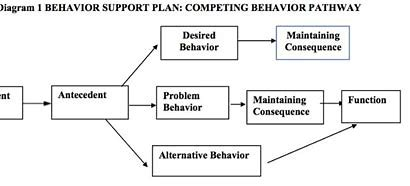 Diagram 1 BEHAVIOR SUPPORT PLAN: COMPETING BEHAVIOR PATHWAY
Desired
Behavior
Maintaining
Consequence
ent
Antecedent
Problem
Behavior
Maintaining
Consequence
Function
Alternative Behavior